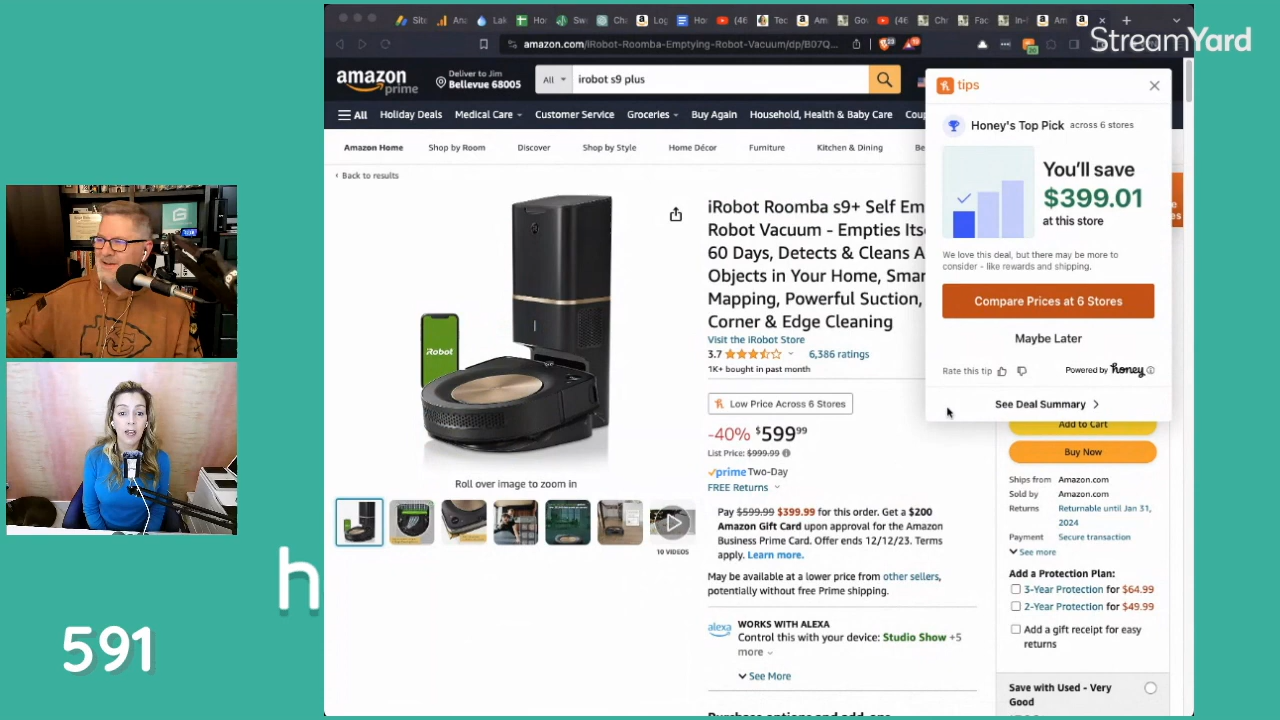 StreamYard
amazon.com/iRobot-Roomba-Emptying-Robot-Vacuum/dp/B07Q...
amazon
prime
Deliver to Jim
Bellevue 68005
All
irobot s9 plus
All
Holiday Deals
Medical Care
Customer Service
Groceries
Buy Again
Household, Health & Baby Care
Amazon Home
Shop by Room
Discover
Shop by Style
Home Décor
Furniture
Kitchen & Dining
‹ Back to results
iRobot
Roll over image to zoom in
10 VIDEOS
iRobot Roomba s9+ Self Em
Robot Vacuum - Empties Its
60 Days, Detects & Cleans A
Objects in Your Home, Smar
Mapping, Powerful Suction,
Corner & Edge Cleaning
Visit the iRobot Store
3.7
6,386 ratings
1K+ bought in past month
Low Price Across 6 Stores
-40% $599 99
List Price: $999.99
prime Two-Day
FREE Returns
Pay $599.99 $399.99 for this order. Get a $200
Amazon Gift Card upon approval for the Amazon
Business Prime Card. Offer ends 12/12/23. Terms
apply. Learn more.
May be available at a lower price from other sellers,
potentially without free Prime shipping.
alexa
WORKS WITH ALEXA
Control this with your device: Studio Show +5
more
See More
tips
Honey's Top Pick across 6 stores
You'll save
$399.01
at this store
We love this deal, but there may be more to
consider - like rewards and shipping.
Compare Prices at 6 Stores
Maybe Later
Rate this tip
Powered by honey
See Deal Summary
Add to Cart
Buy Now
Ships from Amazon.com
Sold by Amazon.com
Returns Returnable until Jan 31,
2024
Payment Secure transaction
See more
Add a Protection Plan:
3-Year Protection for $64.99
2-Year Protection for $49.99
Add a gift receipt for easy
returns
Save with Used - Very
Good
h
591